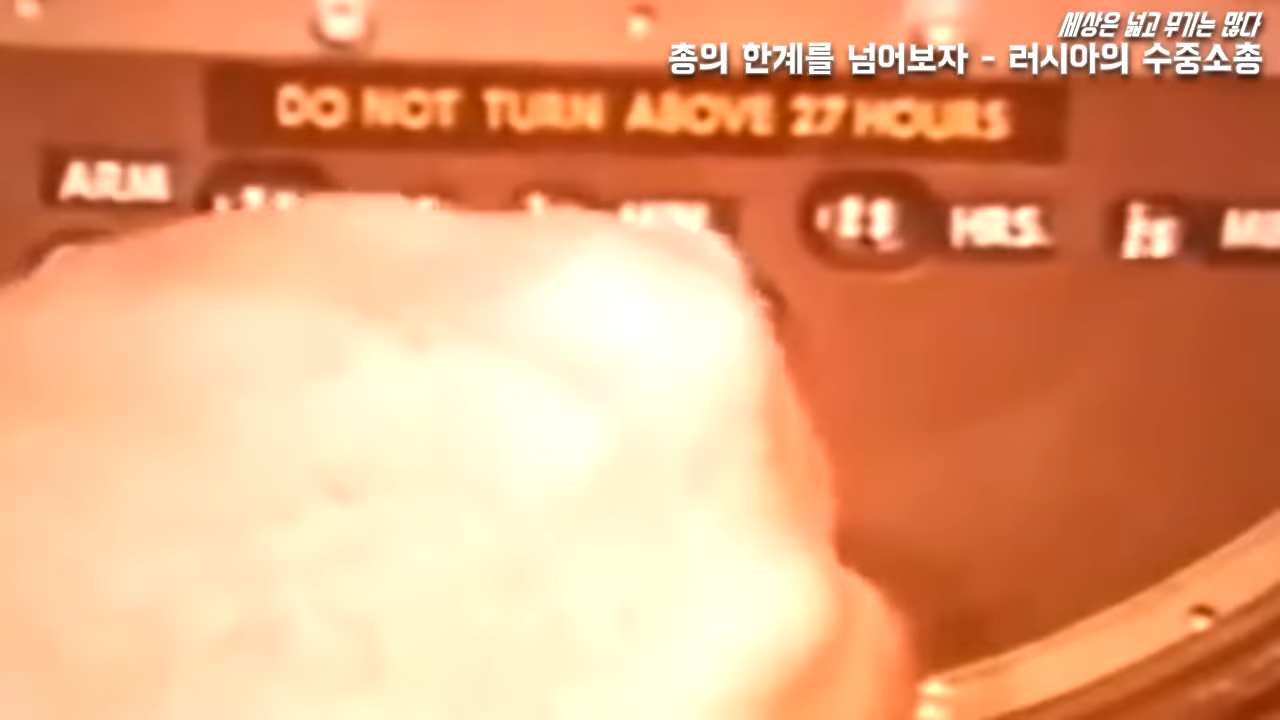 세상은 넓고 무기는 많다
총의 한계를 넘어보자 - 러시아의 수중소총
DO NOT TURN ABOVE 27 HOURS
ARM
HRS.